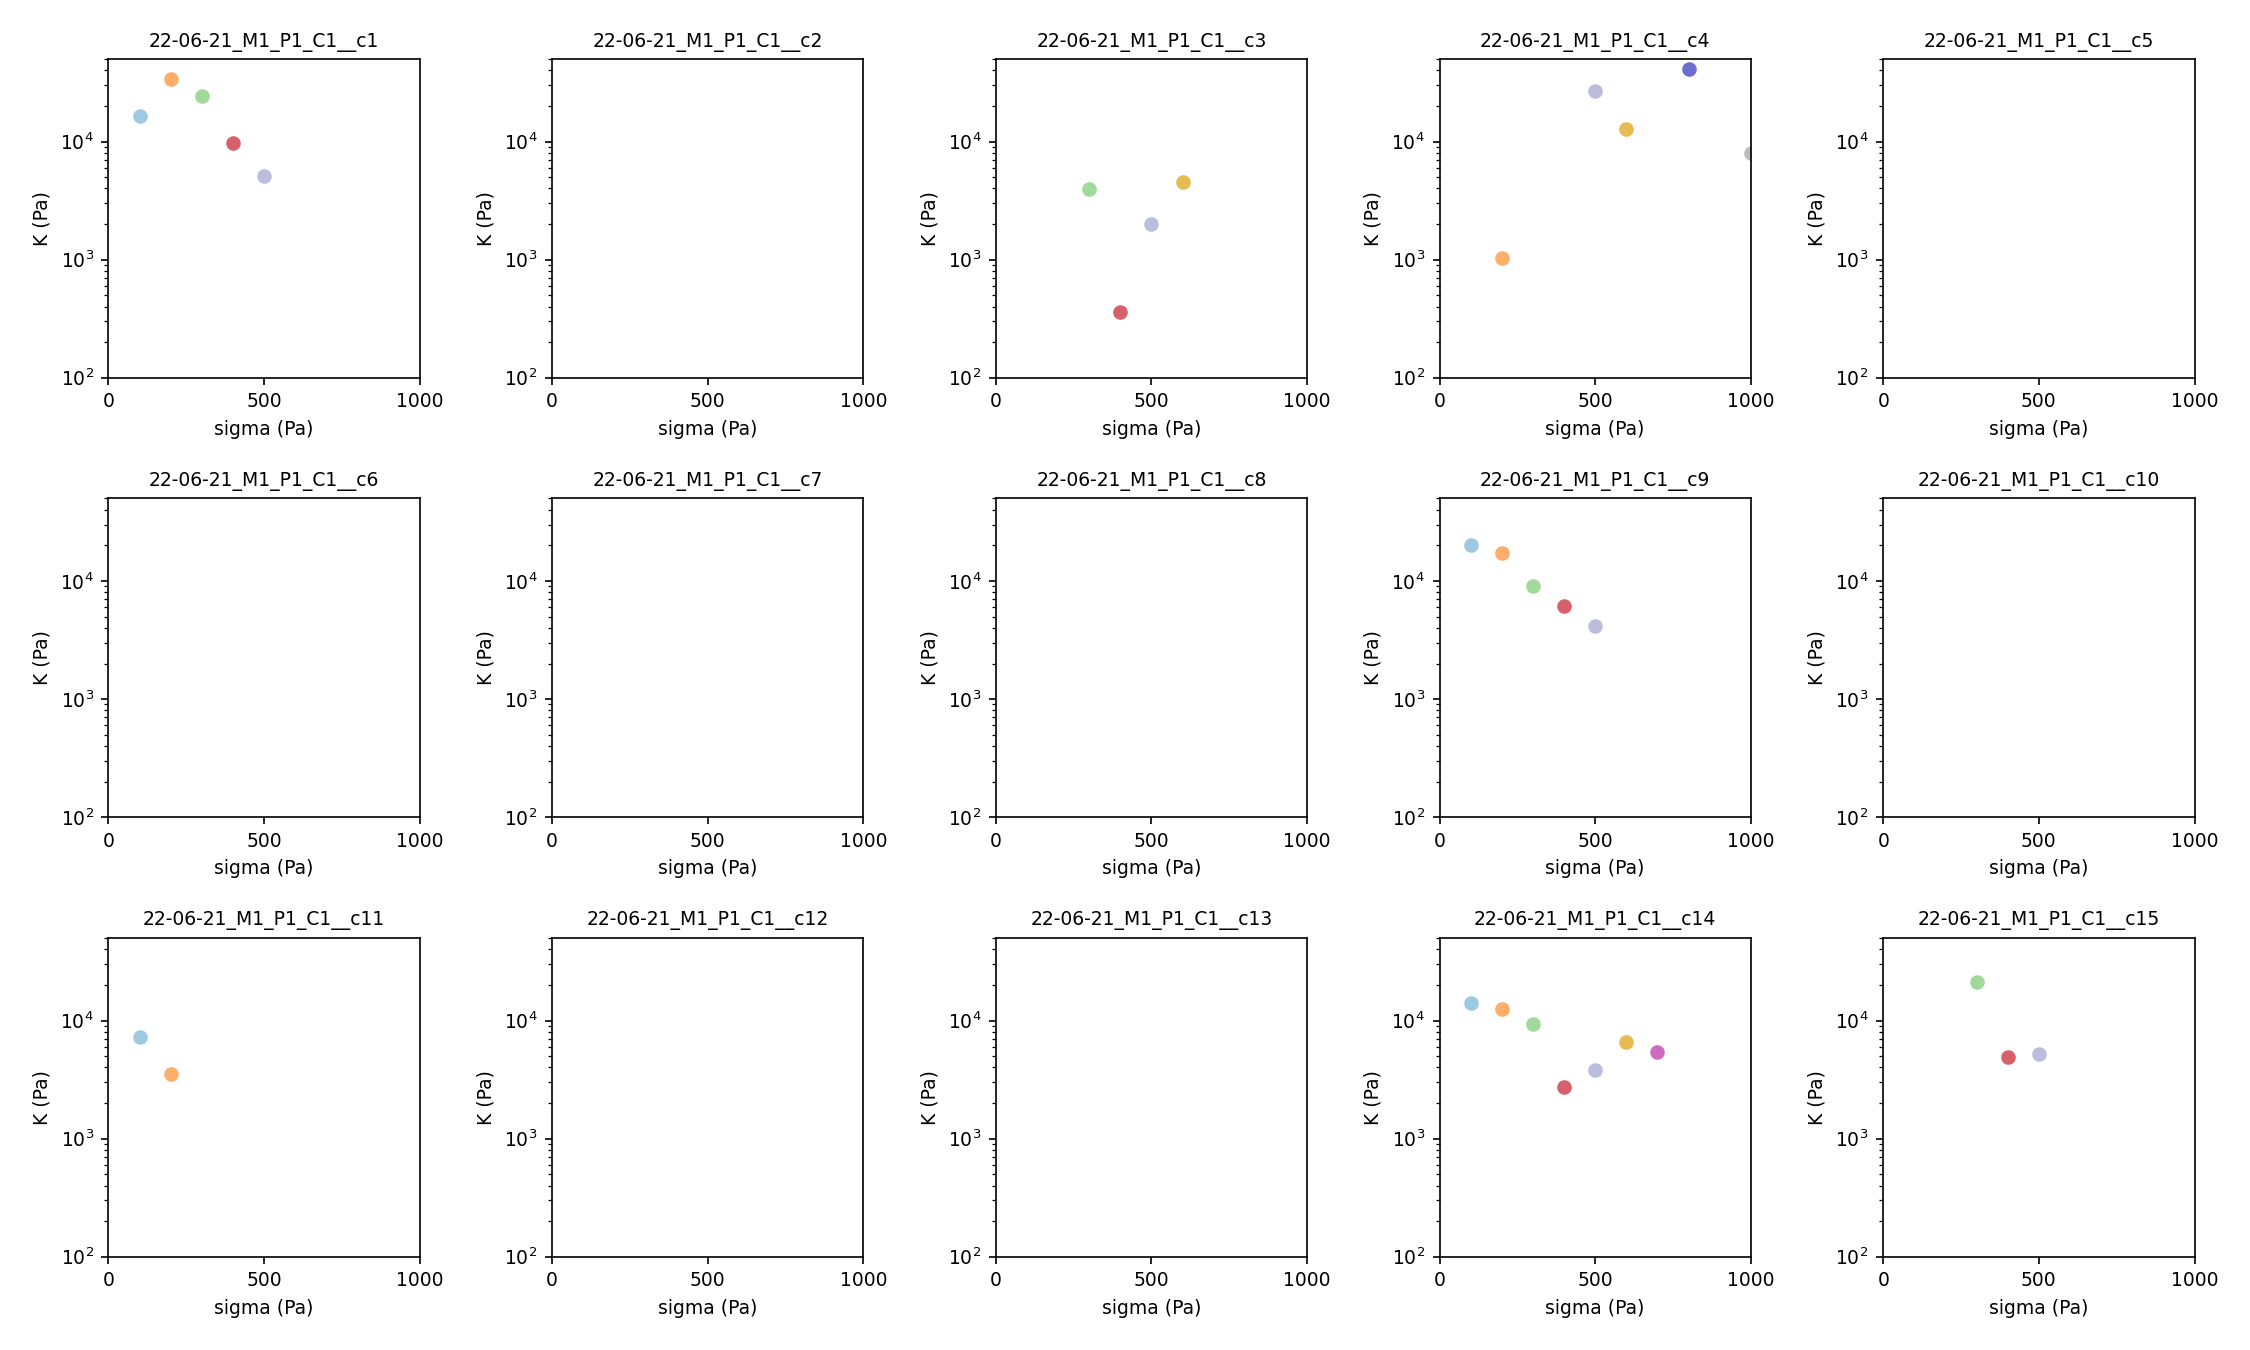 22-06-21_M1_P1_C1__c1 22-06-21_M1_P1_C1__c2 22-06-21_M1_P1_C1__c3 22-06-21_M1_P1_C1__c4 22-06-21_M1_P1_C1__c5
10⁴ 10⁴ 10⁴ 10⁴ 10⁴
K (Pa) K (Pa) K (Pa) K (Pa) K (Pa)
10³ 10³ 10³ 10³ 10³
10² 10² 10² 10² 10²
0 500 1000 0 500 1000 0 500 1000 0 500 1000 0 500 1000
sigma (Pa) sigma (Pa) sigma (Pa) sigma (Pa) sigma (Pa)
22-06-21_M1_P1_C1__c6 22-06-21_M1_P1_C1__c7 22-06-21_M1_P1_C1__c8 22-06-21_M1_P1_C1__c9 22-06-21_M1_P1_C1__c10
10⁴ 10⁴ 10⁴ 10⁴ 10⁴
K (Pa) K (Pa) K (Pa) K (Pa) K (Pa)
10³ 10³ 10³ 10³ 10³
10² 10² 10² 10² 10²
0 500 1000 0 500 1000 0 500 1000 0 500 1000 0 500 1000
sigma (Pa) sigma (Pa) sigma (Pa) sigma (Pa) sigma (Pa)
22-06-21_M1_P1_C1__c11 22-06-21_M1_P1_C1__c12 22-06-21_M1_P1_C1__c13 22-06-21_M1_P1_C1__c14 22-06-21_M1_P1_C1__c15
10⁴ 10⁴ 10⁴ 10⁴ 10⁴
K (Pa) K (Pa) K (Pa) K (Pa) K (Pa)
10³ 10³ 10³ 10³ 10³
10² 10² 10² 10² 10²
0 500 1000 0 500 1000 0 500 1000 0 500 1000 0 500 1000
sigma (Pa) sigma (Pa) sigma (Pa) sigma (Pa) sigma (Pa)